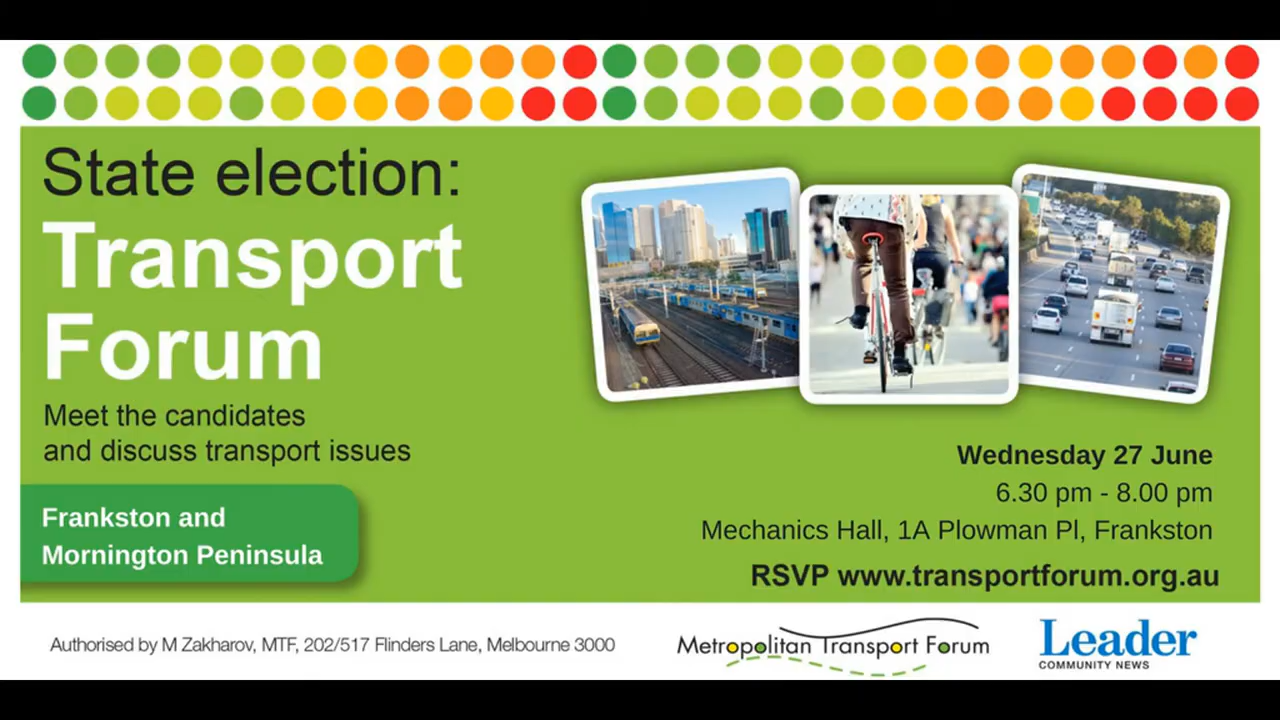 State election:
Transport
Forum
Meet the candidates
and discuss transport issues
Frankston and
Mornington Peninsula
Wednesday 27 June
6.30 pm - 8.00 pm
Mechanics Hall, 1A Plowman Pl, Frankston
RSVP www.transportforum.org.au
Authorised by M Zakharov, MTF, 202/517 Flinders Lane, Melbourne 3000
Metropolitan Transport Forum
Leader
COMMUNITY NEWS